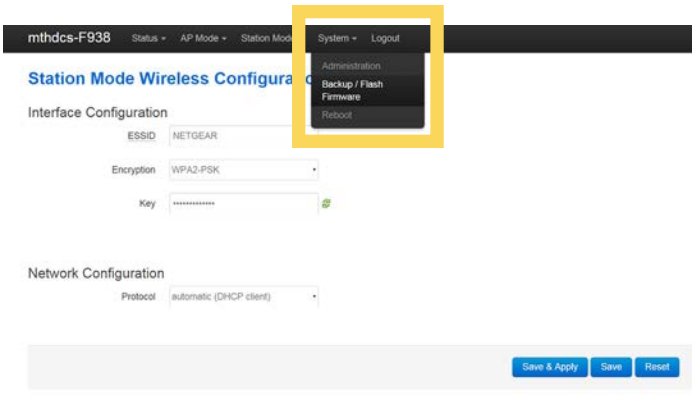 mthdcs-F938 Status AP Mode Station Mode System Logout
Administration
Station Mode Wireless Configura
Backup / Flash
Firmware
Interface Configuration
Reboot
ESSID NETGEAR
Encryption WPA2-PSK
Key •••••••••••••
Network Configuration
Protocol automatic (DHCP client)
Save & Apply Save Reset